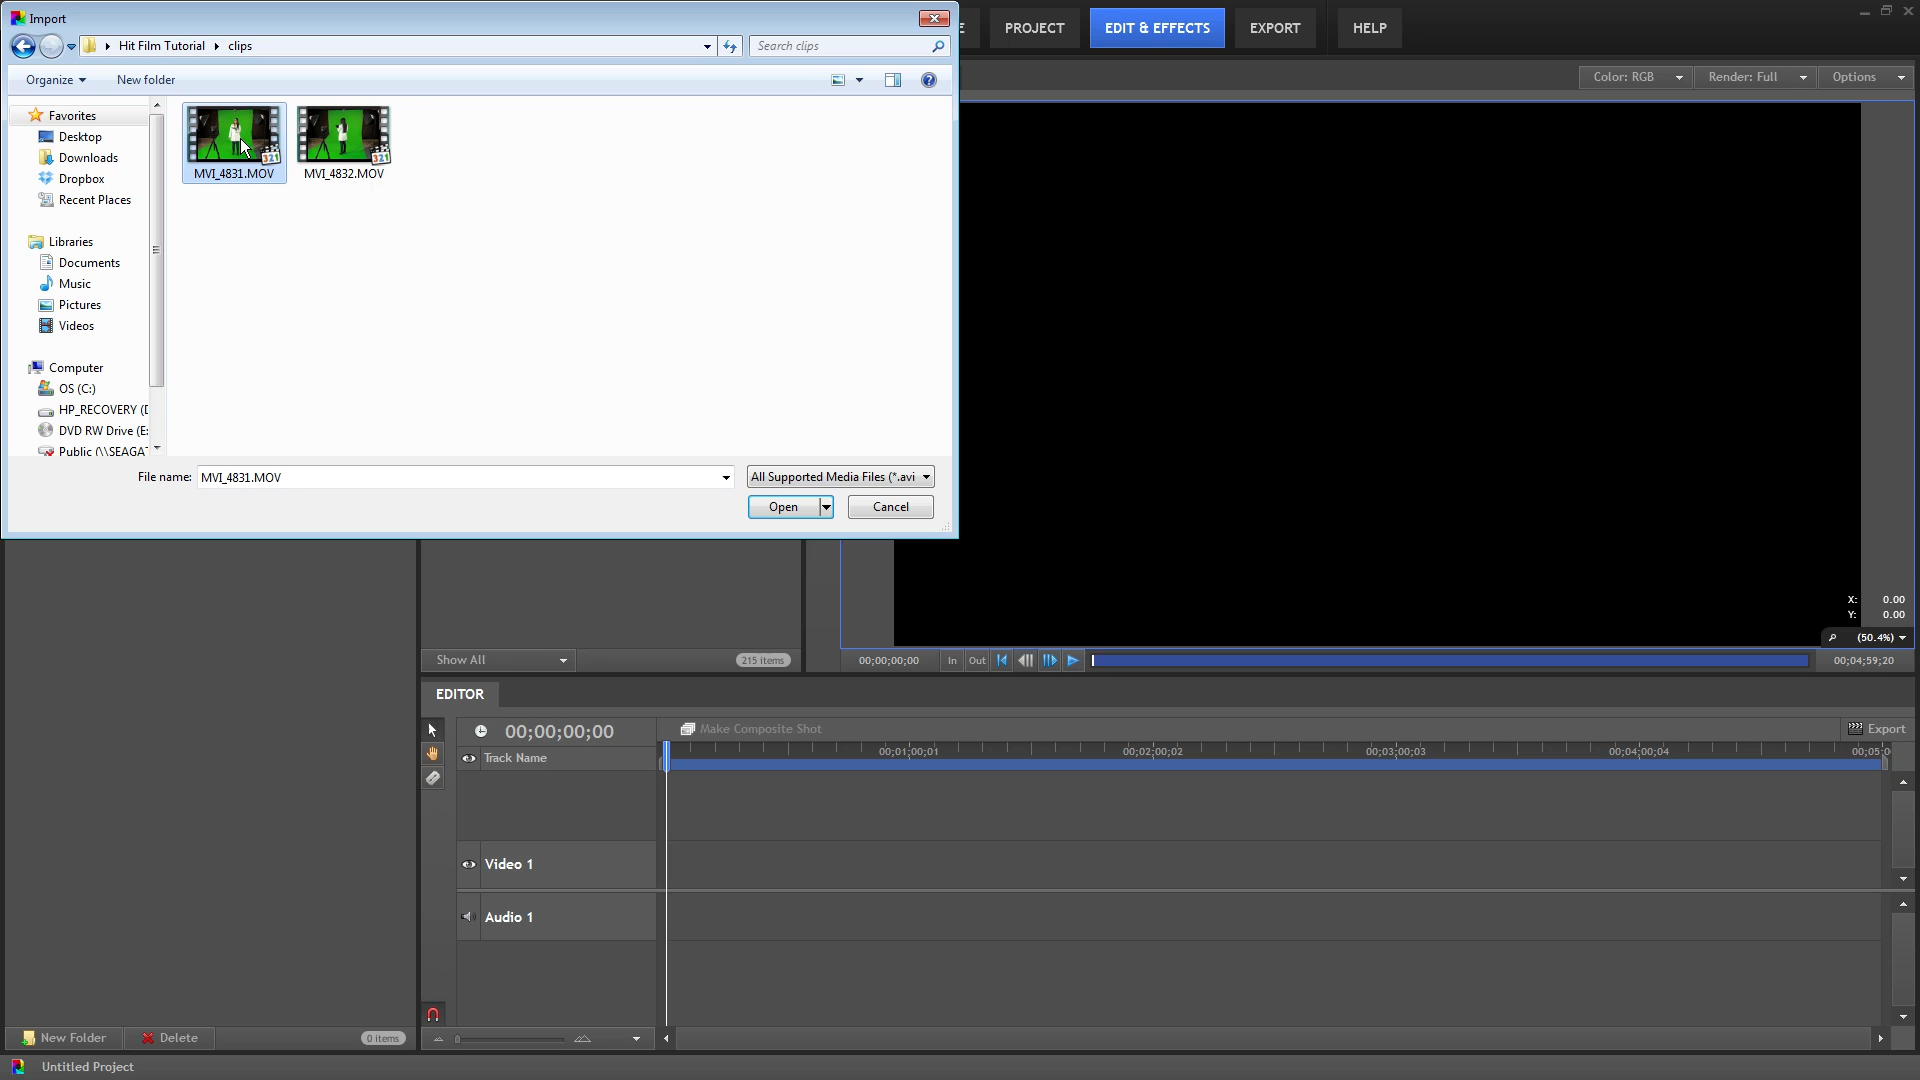 Import
Hit Film Tutorial
clips
Search clips
Organize
New folder
Favorites
Desktop
Downloads
Dropbox
Recent Places
Libraries
Documents
Music
Pictures
Videos
Computer
OS (C:)
HP_RECOVERY (
DVD RW Drive (E:
Public (\\SEAGA
MVI_4831.MOV
MVI_4832.MOV
File name:
MVI_4831.MOV
All Supported Media Files (*.avi
Open
Cancel
PROJECT
EDIT & EFFECTS
EXPORT
HELP
Color: RGB
Render: Full
Options
X: 0.00
Y: 0.00
(50.4%)
Show All
215 items
00;00;00;00
In
Out
00;04;59;20
EDITOR
00;00;00;00
Make Composite Shot
Export
Track Name
00;01;00;01
00;02;00;02
00;03;00;03
00;04;00;04
00;05;0
Video 1
Audio 1
New Folder
Delete
0 items
Untitled Project